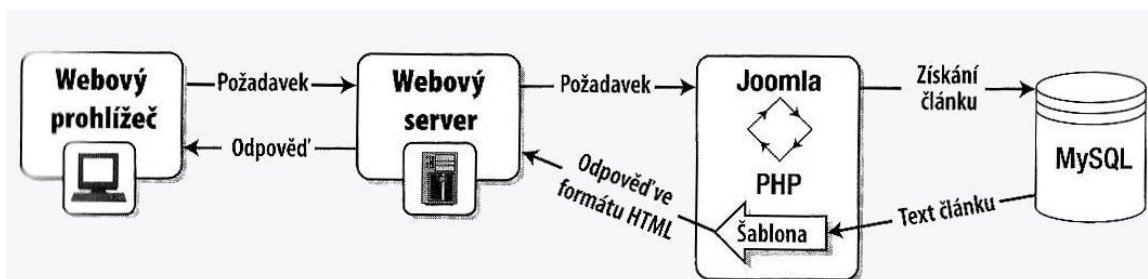 Webový
prohlížeč
Požadavek
Odpověď
Webový
server
Požadavek
Odpověď ve
formátu HTML
Joomla
PHP
Šablona
Získání
článku
Text článku
MySQL